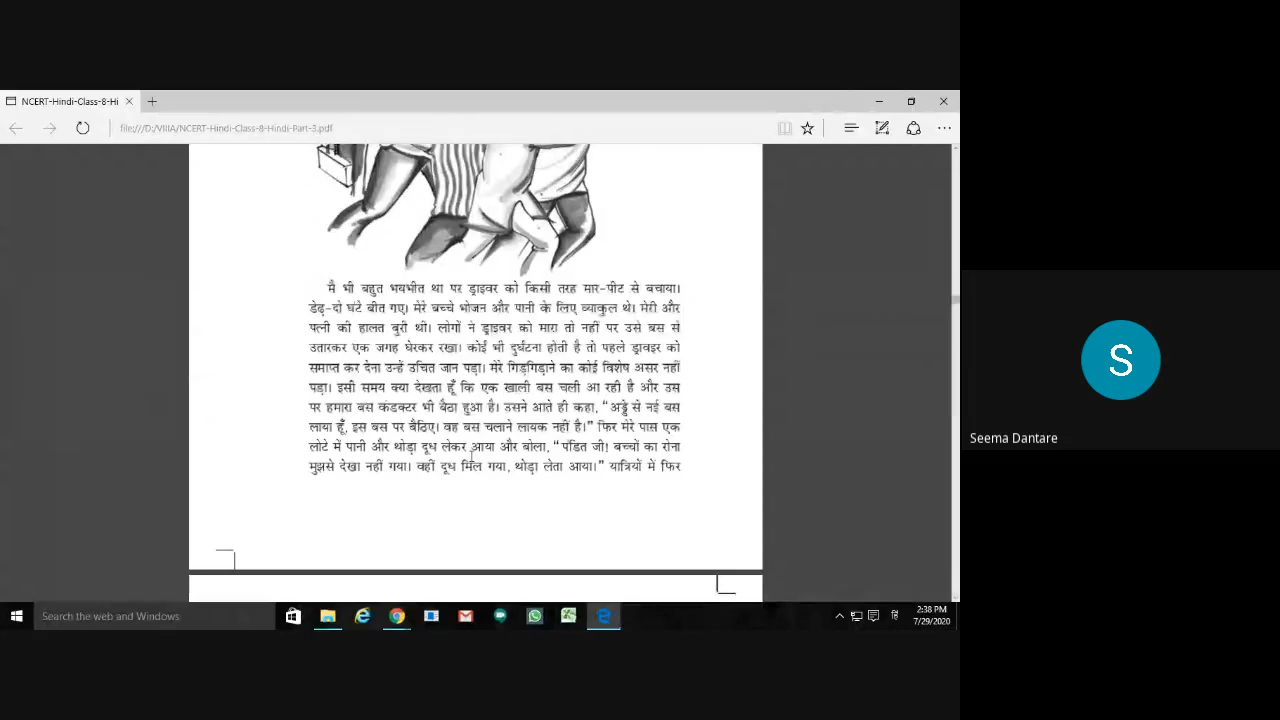 NCERT-Hindi-Class-8-Hi
file:///D:/VIIIA/NCERT-Hindi-Class-8-Hindi-Part-3.pdf
मैं भी बहुत भयभीत था पर ड्राइवर को किसी तरह मार-पीट से बचाया।
डेढ़-दो घंटे बीत गए। मेरे बच्चे भोजन और पानी के लिए व्याकुल थे। मेरी और
पत्नी की हालत बुरी थी। लोगों ने ड्राइवर को मारा तो नहीं पर उसे बस से
उतारकर एक जगह घेरकर रखा। कोई भी दुर्घटना होती है तो पहले ड्रावइर को
समाप्त कर देना उन्हें उचित जान पड़ा। मेरे गिड़गिड़ाने का कोई विशेष असर नहीं
पड़ा। इसी समय क्या देखता हूँ कि एक खाली बस चली आ रही है और उस
पर हमारा बस कंडक्टर भी बैठा हुआ है। उसने आते ही कहा, “अड्डे से नई बस
लाया हूँ, इस बस पर बैठिए। वह बस चलाने लायक नहीं है।” फिर मेरे पास एक
लोटे में पानी और थोड़ा दूध लेकर आया और बोला, “पंडित जी! बच्चों का रोना
मुझसे देखा नहीं गया। वहीं दूध मिल गया, थोड़ा लेता आया।” यात्रियों में फिर
S
Seema Dantare
Search the web and Windows
हि
2:38 PM
7/29/2020